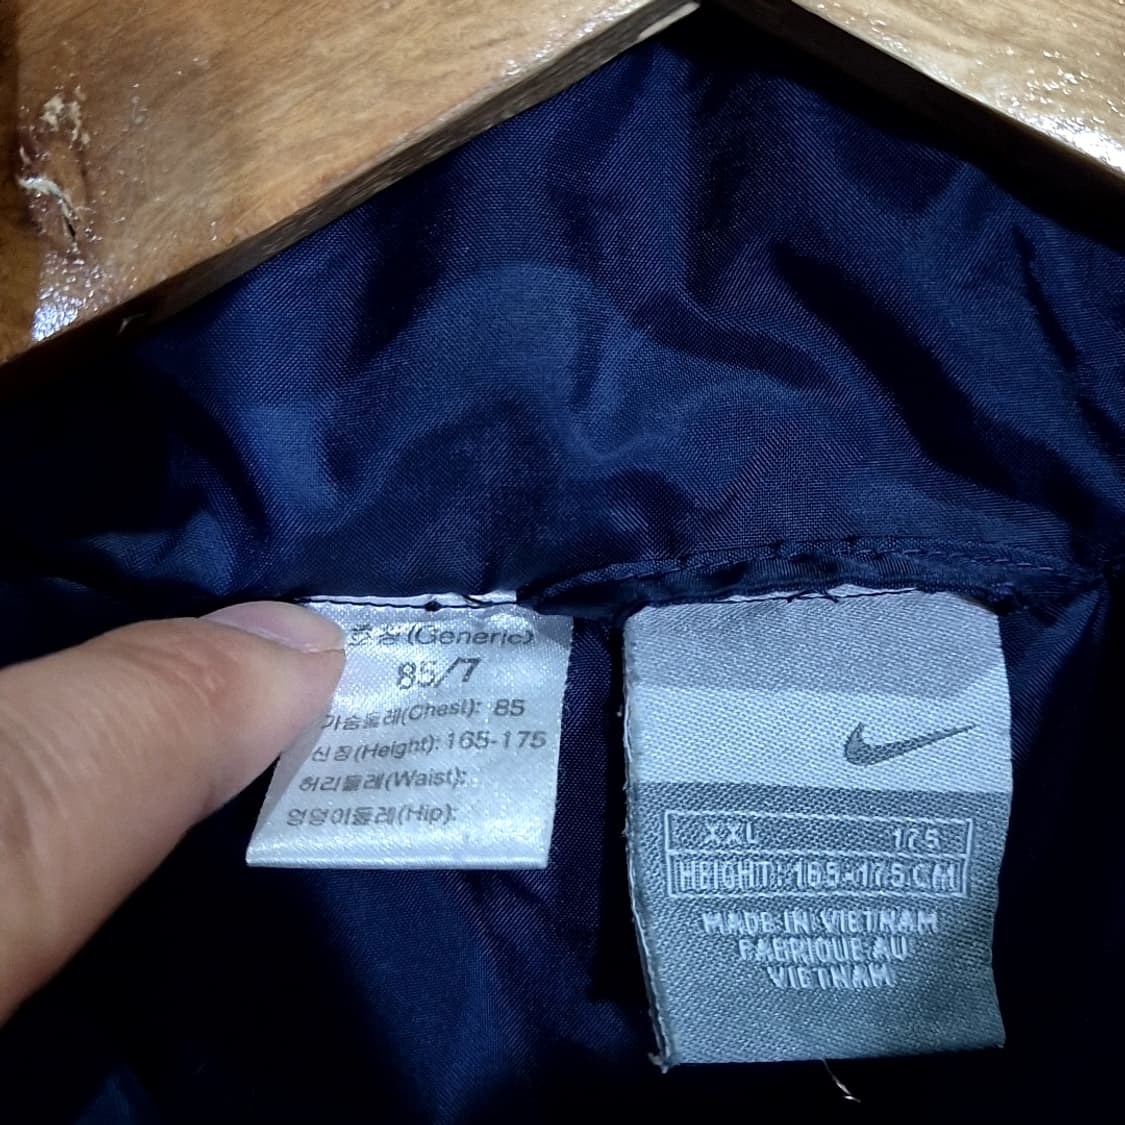 호칭(Generic)
85/7
가슴둘레(Chest): 85
신장(Height): 165-175
허리둘레(Waist):
엉덩이둘레(Hip):
XXL 175
HEIGHT: 165-175 CM
MADE IN VIETNAM
FABRIQUE AU
VIETNAM